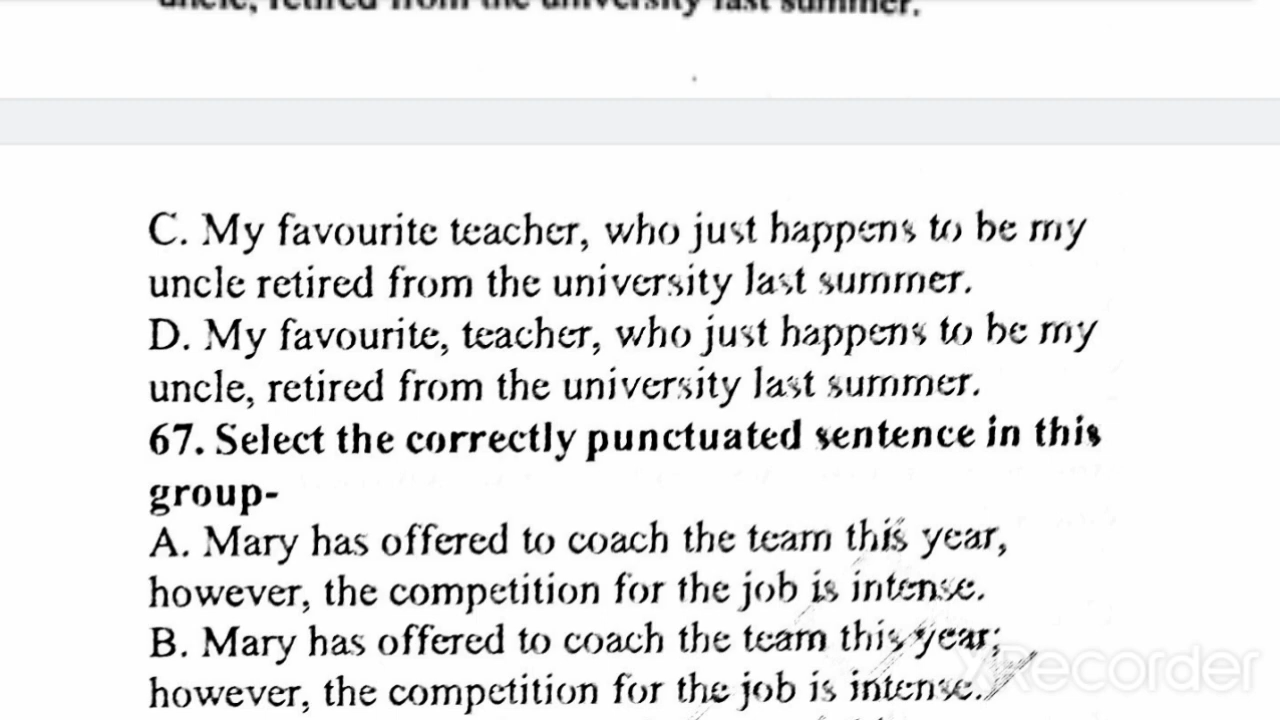 uncle, retired from the university last summer.
C. My favourite teacher, who just happens to be my
uncle retired from the university last summer.
D. My favourite, teacher, who just happens to be my
uncle, retired from the university last summer.
67. Select the correctly punctuated sentence in this
group-
A. Mary has offered to coach the team this year,
however, the competition for the job is intense.
B. Mary has offered to coach the team this year;
however, the competition for the job is intense.
XRecorder